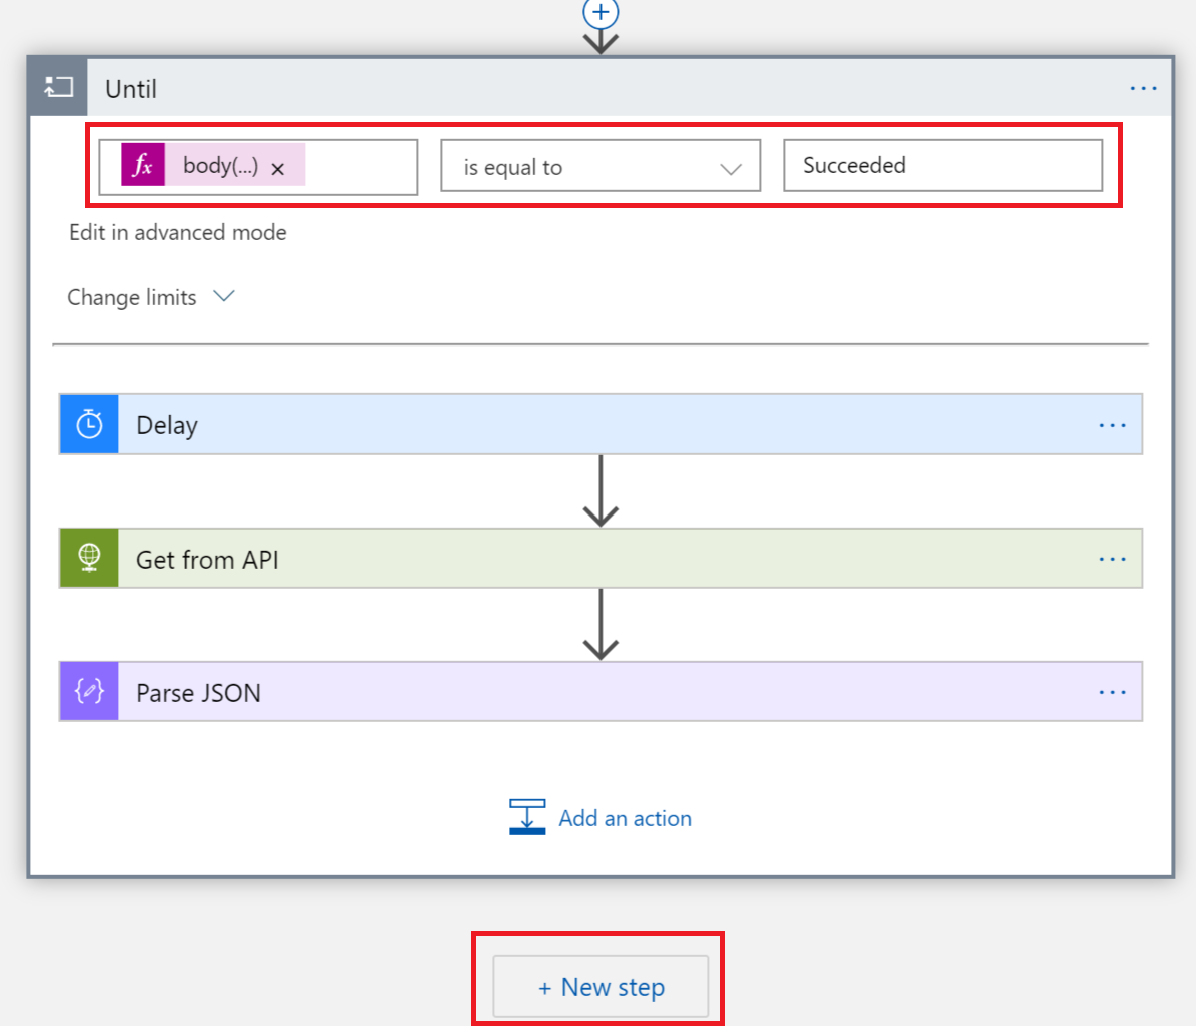 Until
fx body(...) × is equal to Succeeded
Edit in advanced mode
Change limits
Delay
Get from API
Parse JSON
Add an action
+ New step